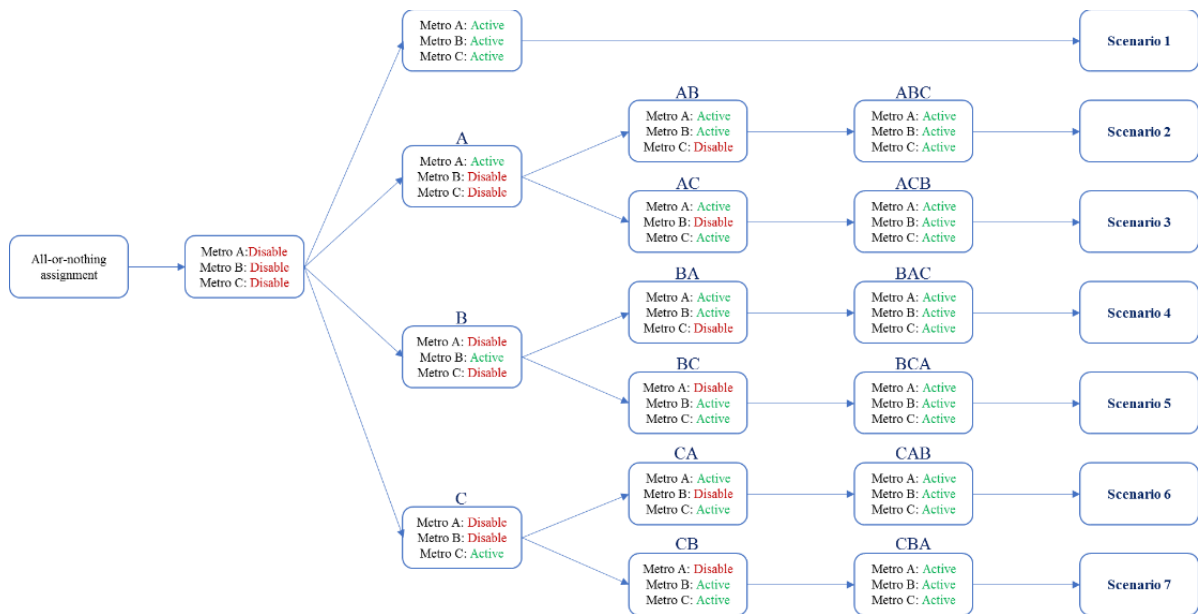 Metro A: Active
Metro B: Active
Metro C: Active
Scenario 1
AB
Metro A: Active
Metro B: Active
Metro C: Disable
ABC
Metro A: Active
Metro B: Active
Metro C: Active
Scenario 2
A
Metro A: Active
Metro B: Disable
Metro C: Disable
AC
Metro A: Active
Metro B: Disable
Metro C: Active
ACB
Metro A: Active
Metro B: Active
Metro C: Active
Scenario 3
All-or-nothing
assignment
Metro A:Disable
Metro B: Disable
Metro C: Disable
BA
Metro A: Active
Metro B: Active
Metro C: Disable
BAC
Metro A: Active
Metro B: Active
Metro C: Active
Scenario 4
B
Metro A: Disable
Metro B: Active
Metro C: Disable
BC
Metro A: Disable
Metro B: Active
Metro C: Active
BCA
Metro A: Active
Metro B: Active
Metro C: Active
Scenario 5
CA
Metro A: Active
Metro B: Disable
Metro C: Active
CAB
Metro A: Active
Metro B: Active
Metro C: Active
Scenario 6
C
Metro A: Disable
Metro B: Disable
Metro C: Active
CB
Metro A: Disable
Metro B: Active
Metro C: Active
CBA
Metro A: Active
Metro B: Active
Metro C: Active
Scenario 7